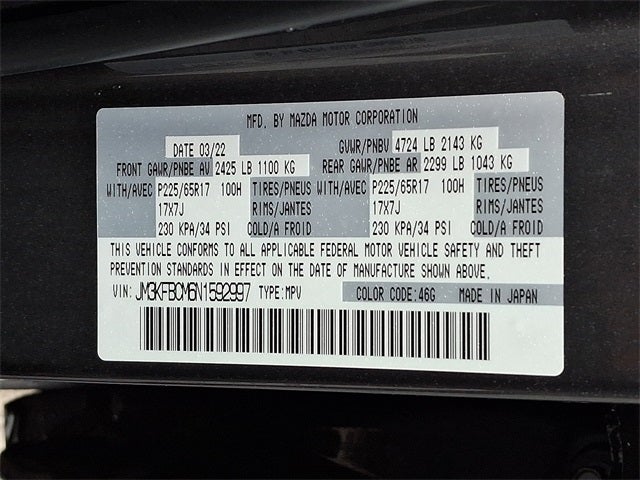 MFD. BY MAZDA MOTOR CORPORATION
DATE 03/22 GVWR/PNBV 4724 LB 2143 KG
FRONT GAWR/PNBE AV 2425 LB 1100 KG REAR GAWR/PNBE AR 2299 LB 1043 KG
WITH/AVEC P225/65R17 100H TIRES/PNEUS WITH/AVEC P225/65R17 100H TIRES/PNEUS
17X7J RIMS/JANTES 17X7J RIMS/JANTES
230 KPA/34 PSI COLD/A FROID 230 KPA/34 PSI COLD/A FROID
THIS VEHICLE CONFORMS TO ALL APPLICABLE FEDERAL MOTOR VEHICLE SAFETY AND THEFT
PREVENTION STANDARDS IN EFFECT ON THE DATE OF MANUFACTURE SHOWN ABOVE.
VIN: JM3KFBCM6N1592997 TYPE: MPV COLOR CODE: 46G MADE IN JAPAN